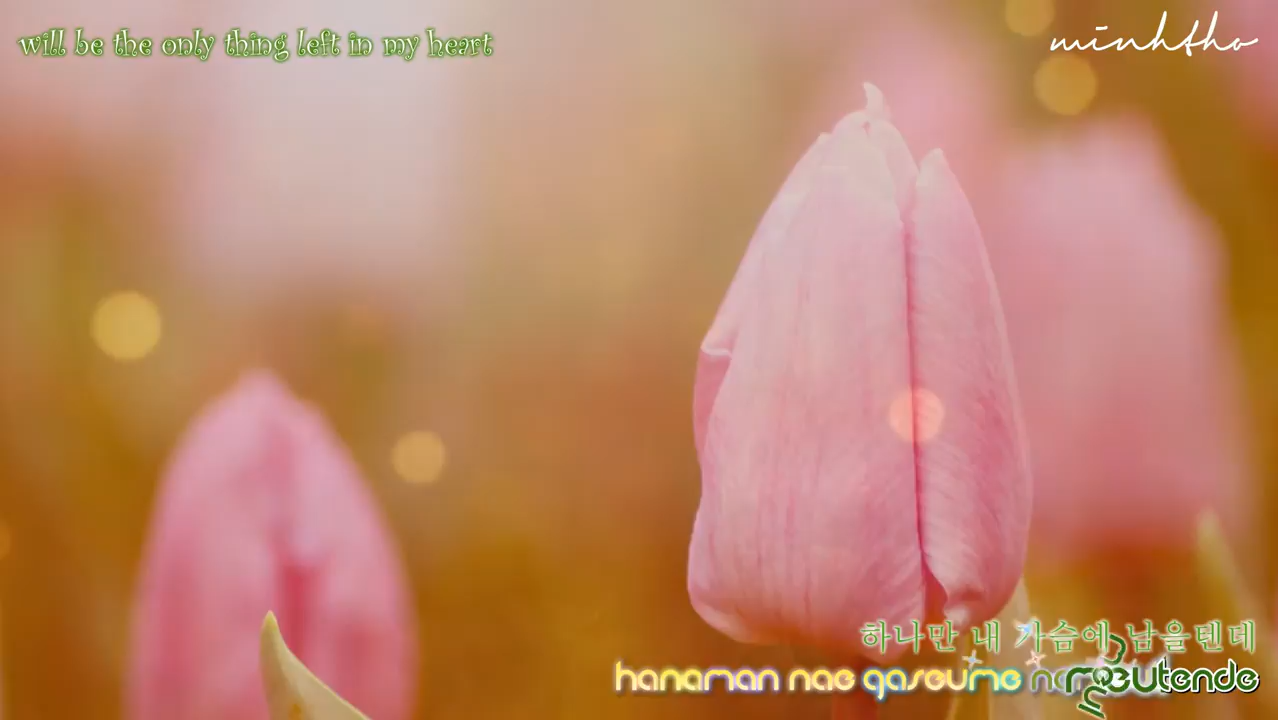 will be the only thing left in my heart
minhtho
하나만 내 가슴에 남을텐데
hanaman nae gaseume